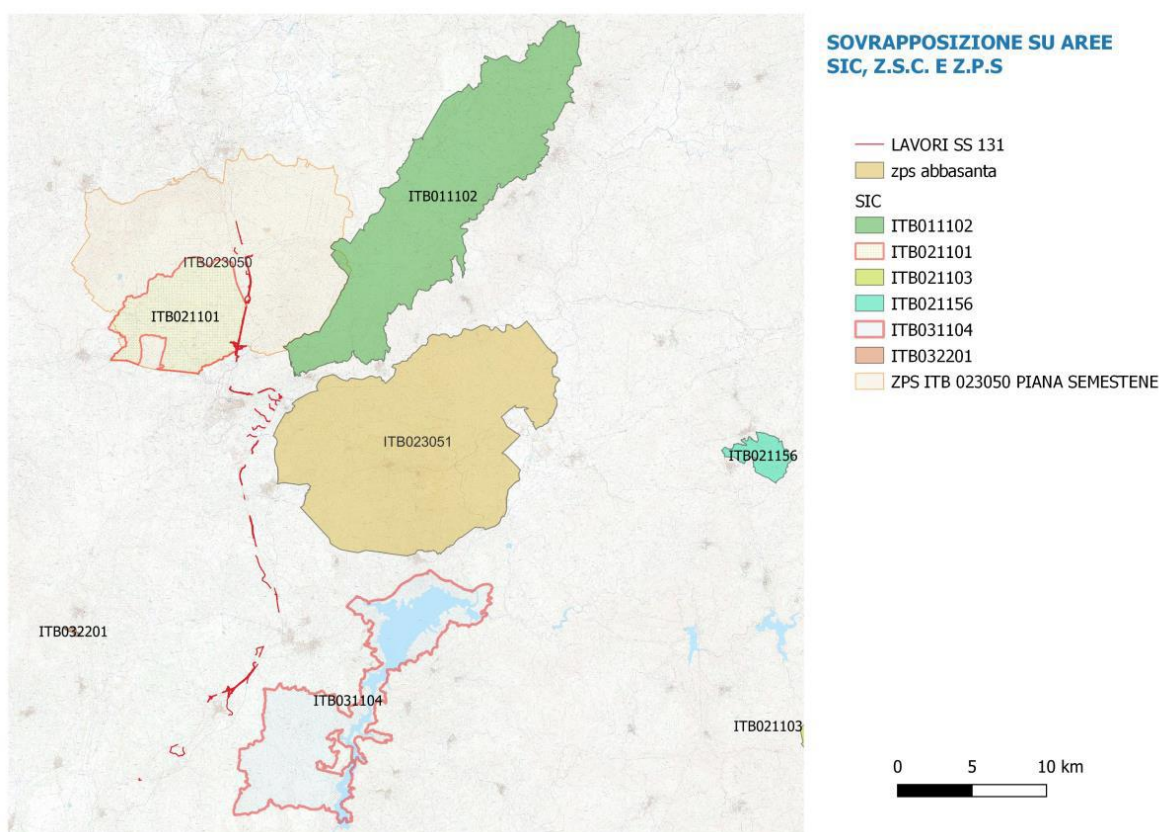 SOVRAPPOSIZIONE SU AREE
SIC, Z.S.C. E Z.P.S
LAVORI SS 131
zps abbasanta
SIC
ITB011102
ITB021101
ITB021103
ITB021156
ITB031104
ITB032201
ZPS ITB 023050 PIANA SEMESTENE
ITB011102
ITB023050
ITB021101
ITB023051
ITB021156
ITB032201
ITB031104
ITB021103
0 5 10 km